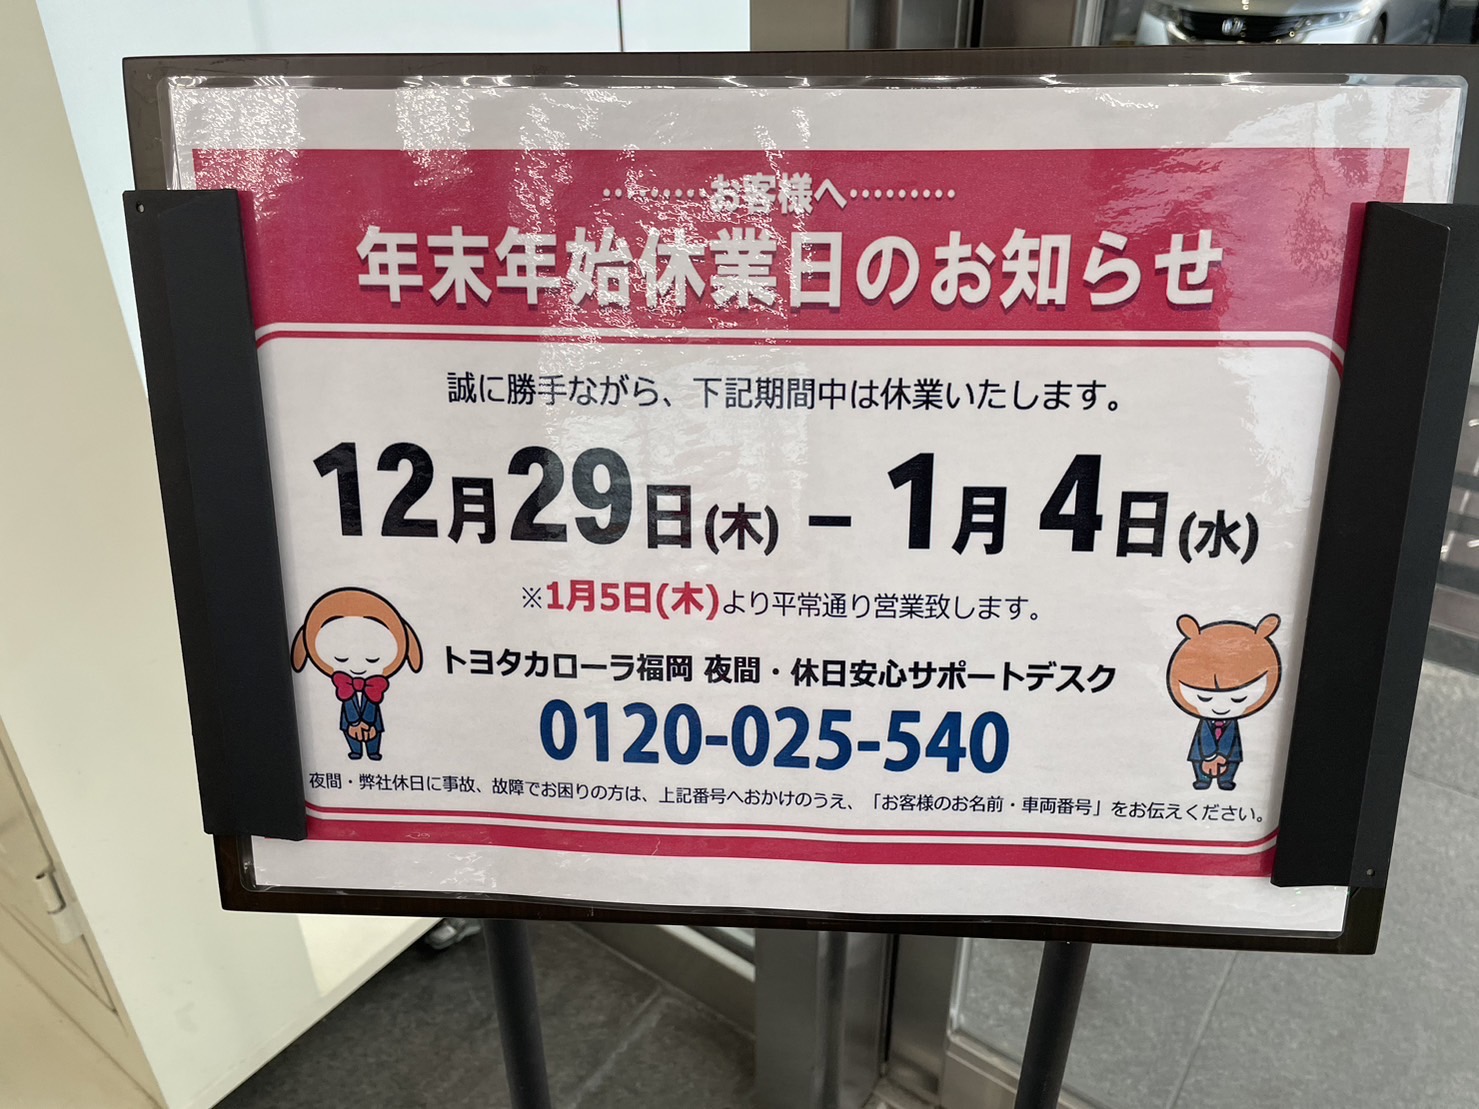 ………お客様へ………
年末年始休業日のお知らせ
誠に勝手ながら、下記期間中は休業いたします。
12月29日(木) － 1月4日(水)
※1月5日(木)より平常通り営業致します。
トヨタカローラ福岡 夜間・休日安心サポートデスク
0120-025-540
夜間・弊社休日に事故、故障でお困りの方は、上記番号へおかけのうえ、「お客様のお名前・車両番号」をお伝えください。